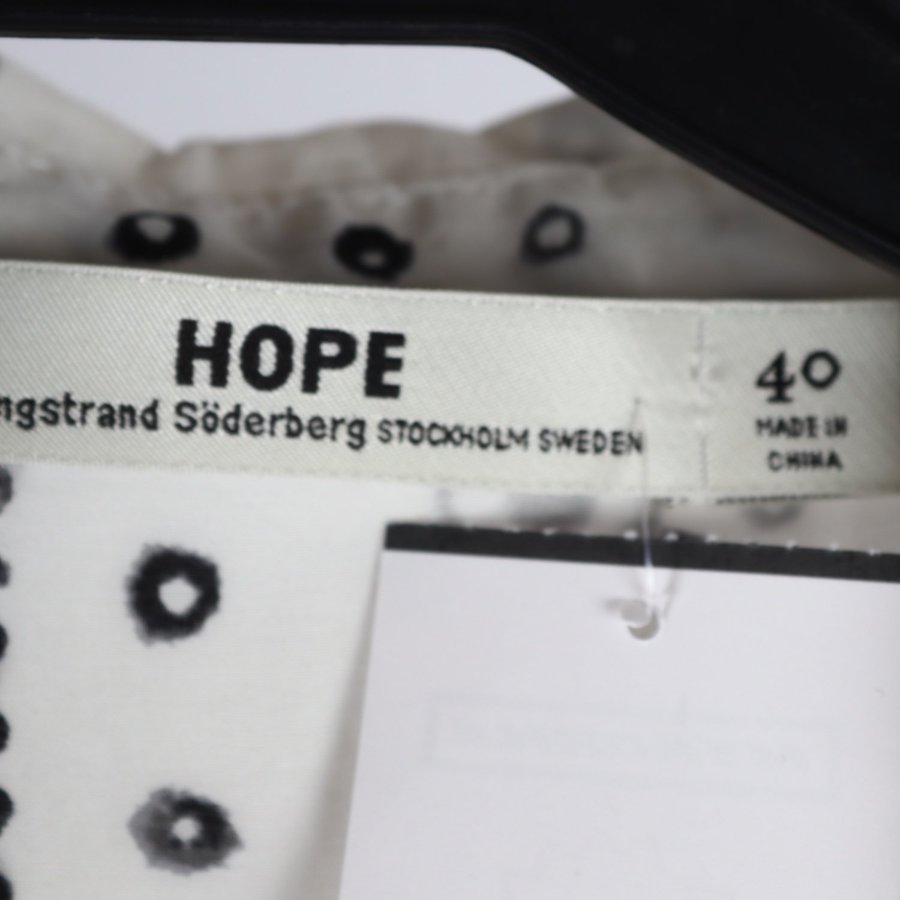 HOPE
ngstrand Söderberg STOCKHOLM SWEDEN
40
MADE IN
CHINA